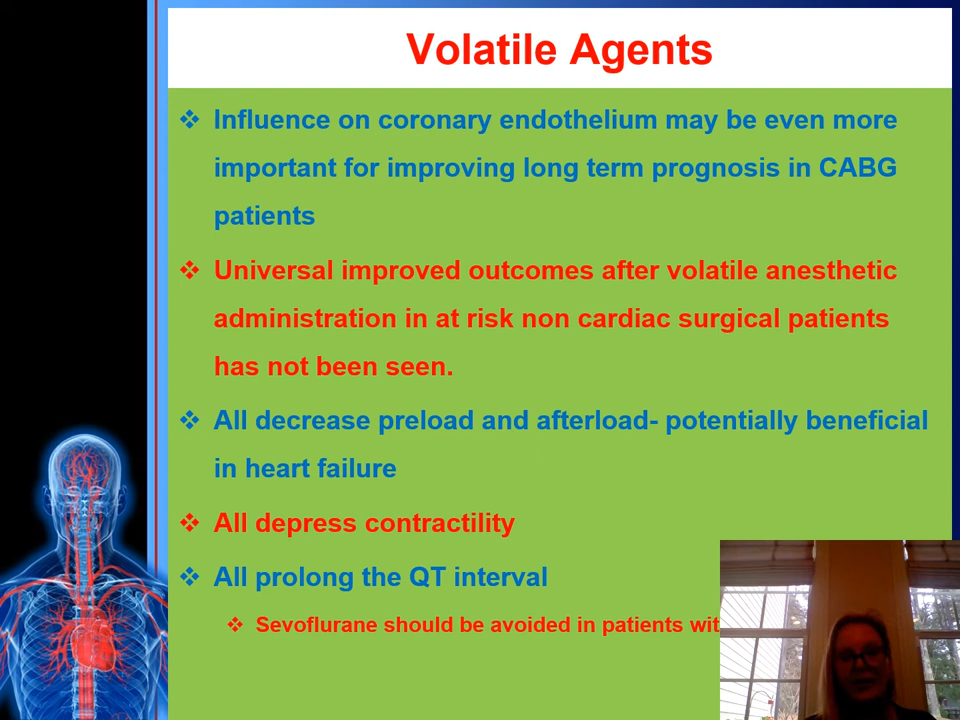 Volatile Agents
Influence on coronary endothelium may be even more
important for improving long term prognosis in CABG
patients
Universal improved outcomes after volatile anesthetic
administration in at risk non cardiac surgical patients
has not been seen.
All decrease preload and afterload- potentially beneficial
in heart failure
All depress contractility
All prolong the QT interval
Sevoflurane should be avoided in patients